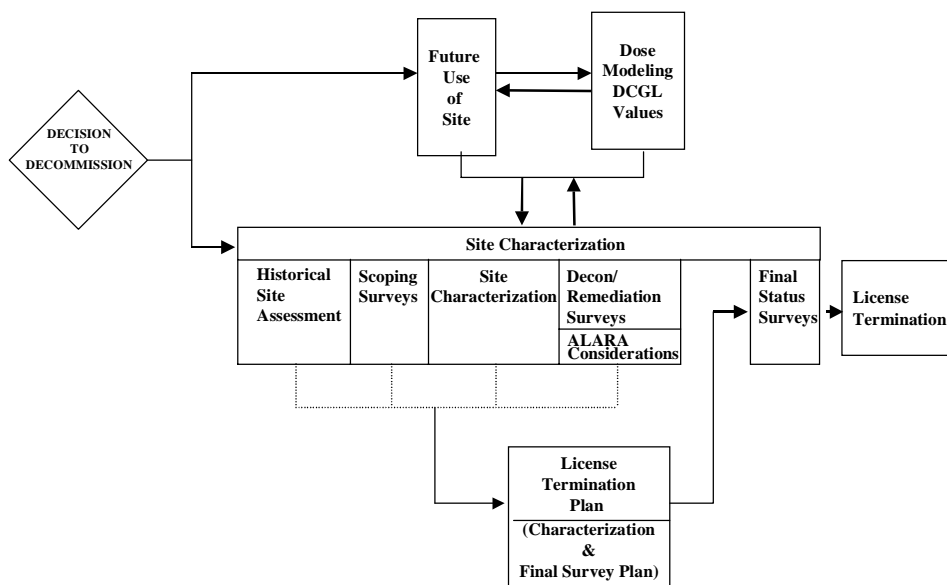 DECISION
TO
DECOMMISSION
Future
Use
of
Site
Dose
Modeling
DCGL
Values
Site Characterization
Historical
Site
Assessment
Scoping
Surveys
Site
Characterization
Decon/
Remediation
Surveys
ALARA
Considerations
Final
Status
Surveys
License
Termination
License
Termination
Plan
(Characterization
&
Final Survey Plan)